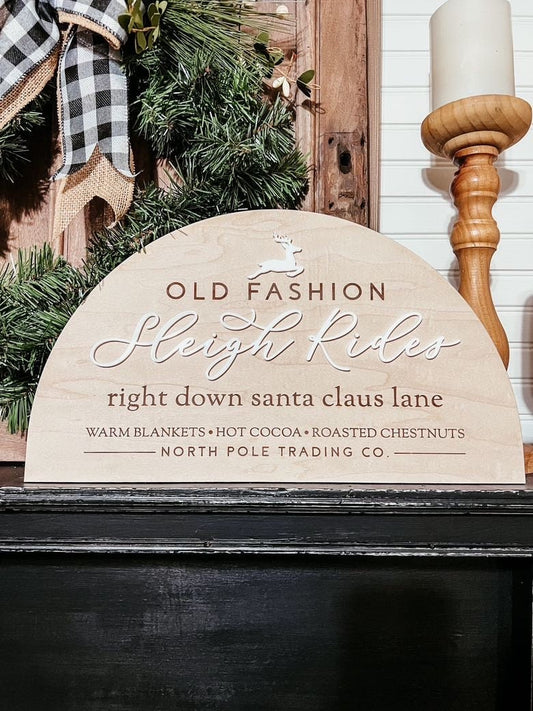 OLD FASHION
Sleigh Rides
right down santa claus lane
WARM BLANKETS • HOT COCOA • ROASTED CHESTNUTS
NORTH POLE TRADING CO.